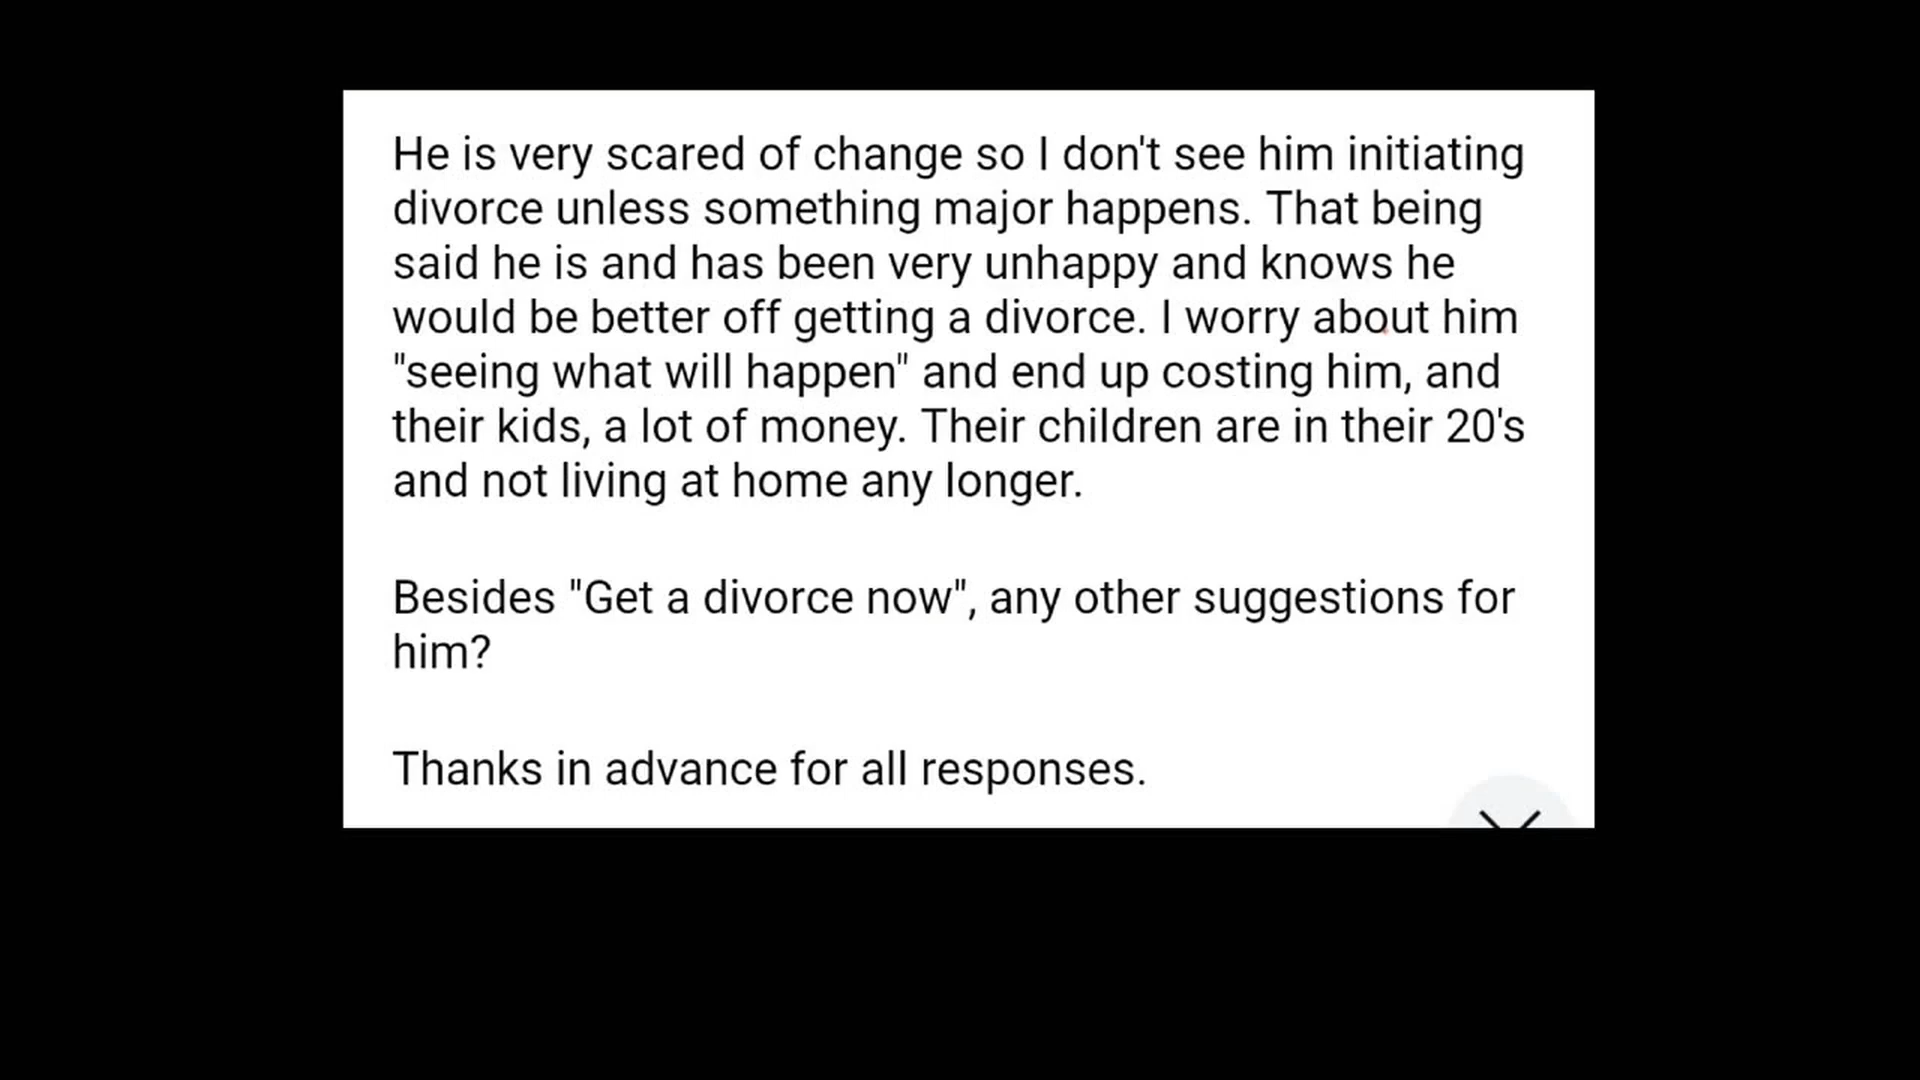 He is very scared of change so I don't see him initiating
divorce unless something major happens. That being
said he is and has been very unhappy and knows he
would be better off getting a divorce. I worry about him
"seeing what will happen" and end up costing him, and
their kids, a lot of money. Their children are in their 20's
and not living at home any longer.
Besides "Get a divorce now", any other suggestions for
him?
Thanks in advance for all responses.